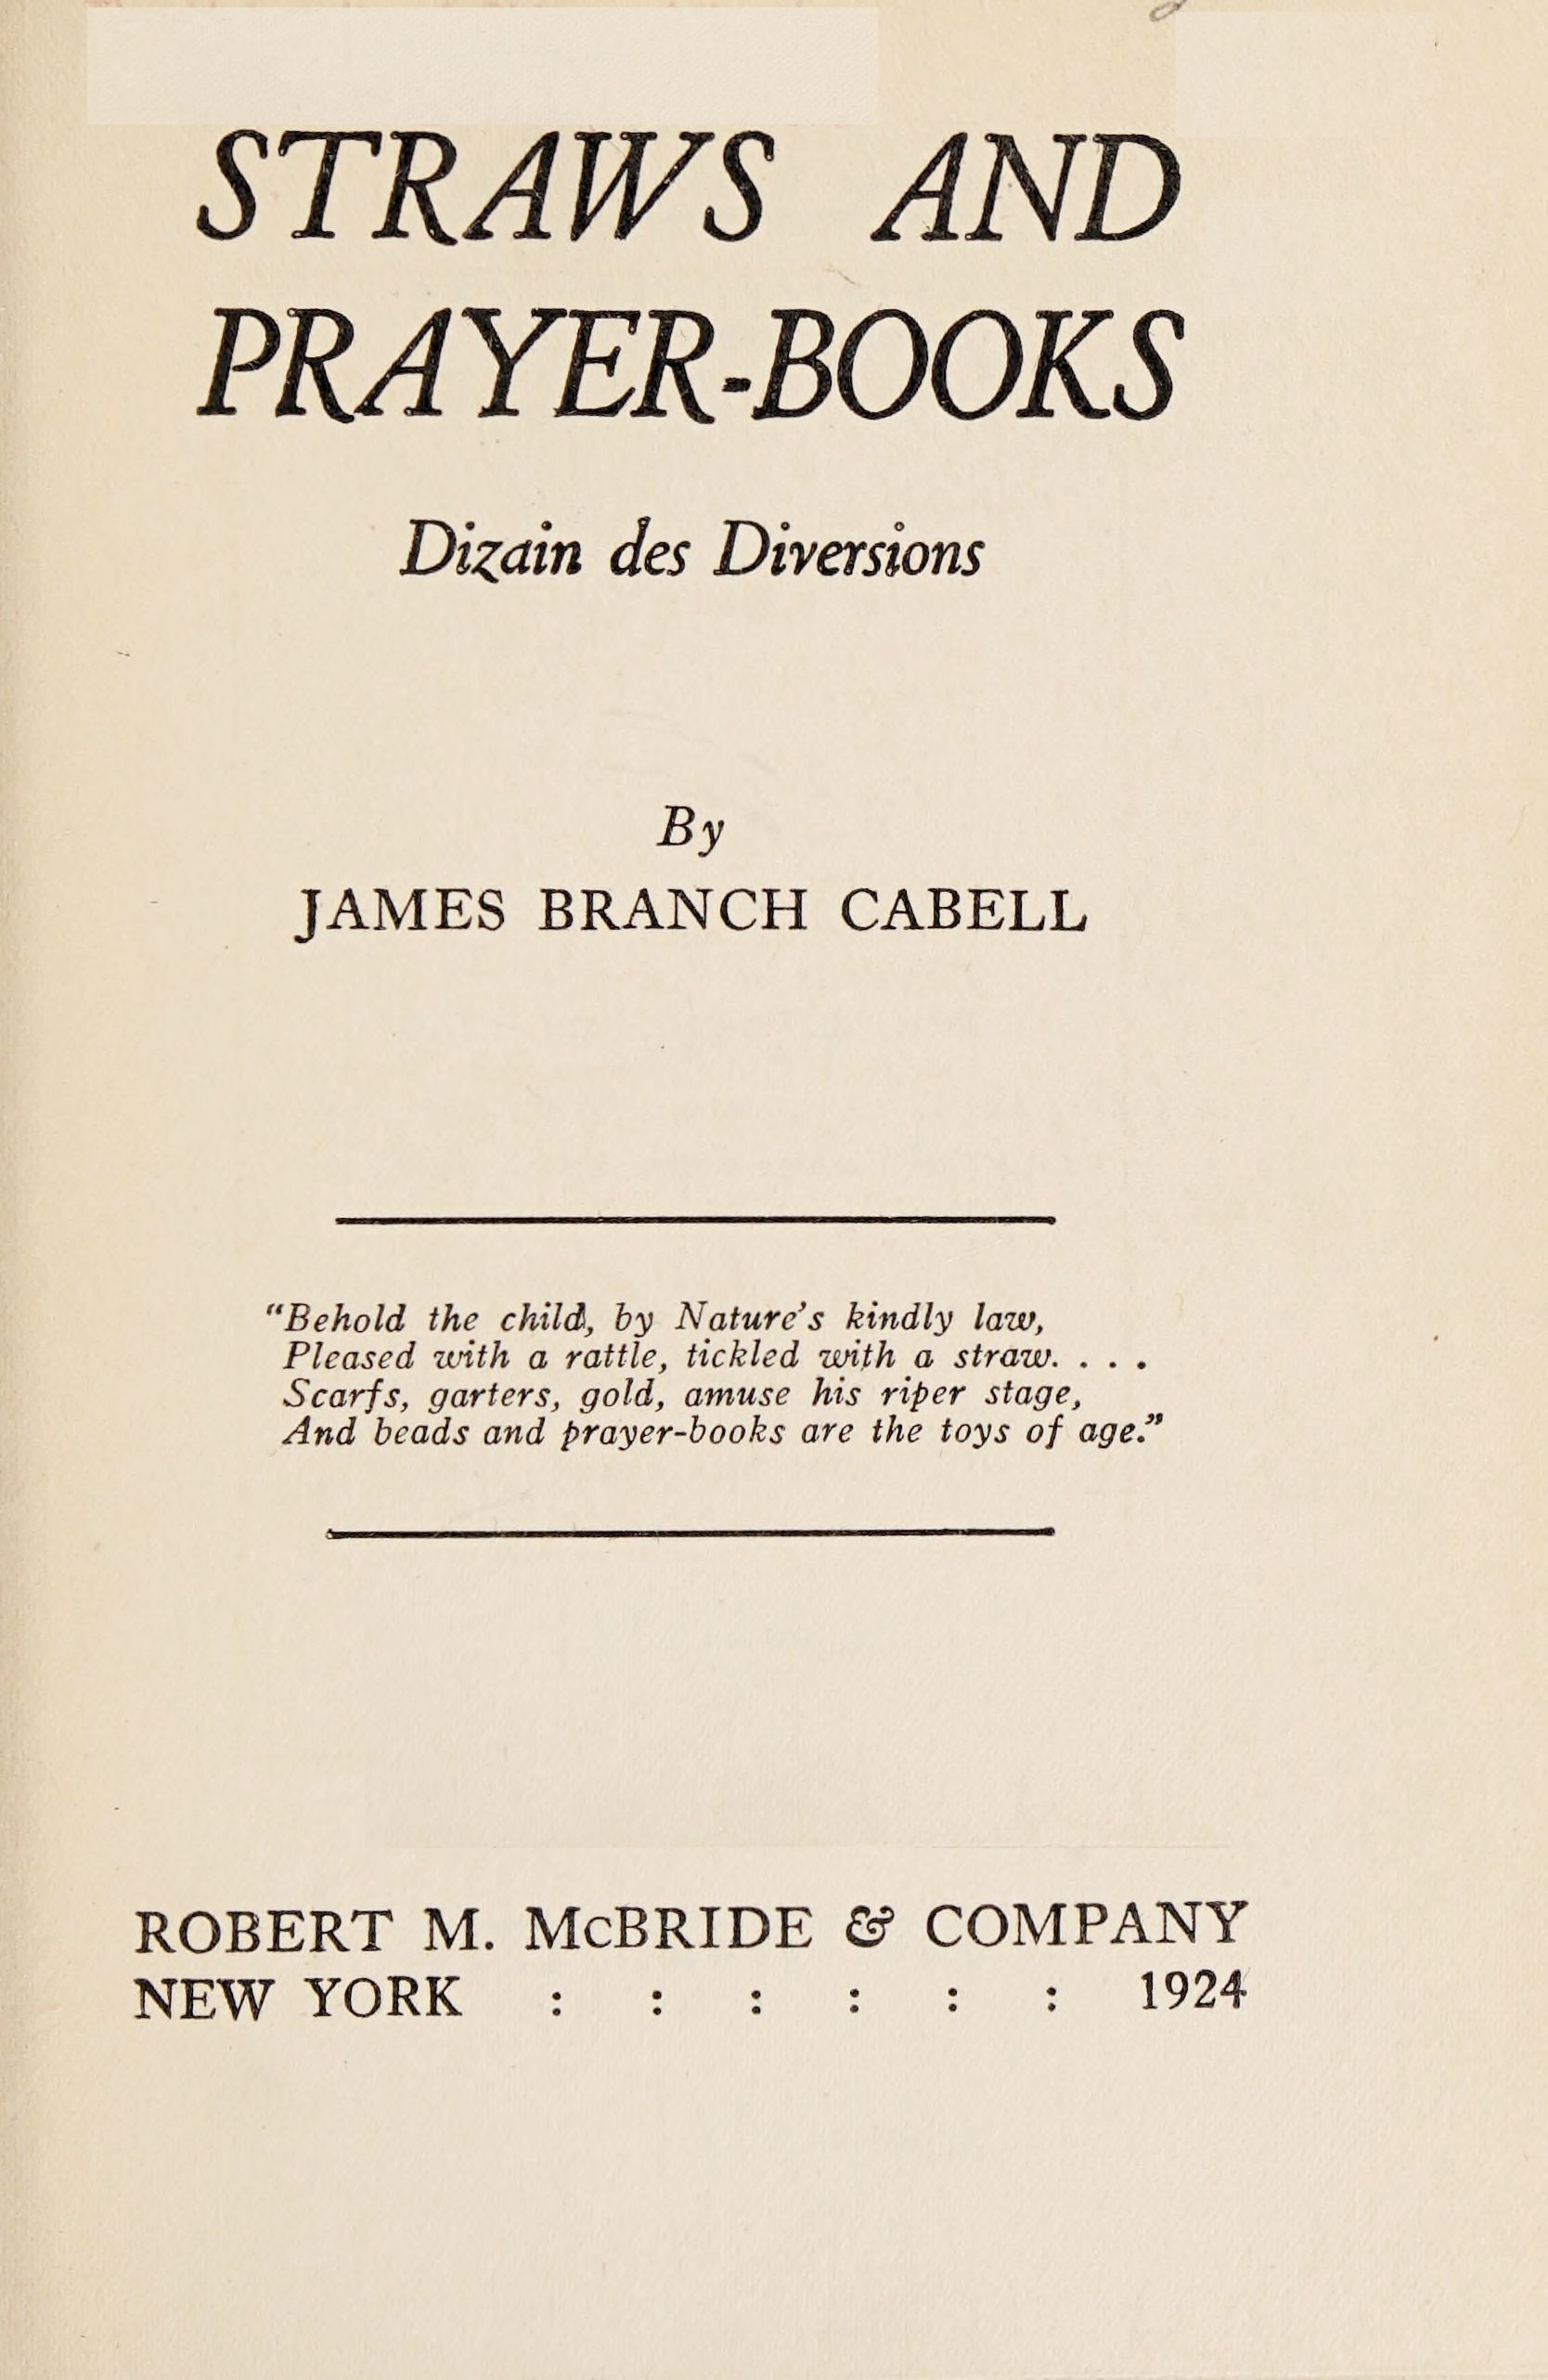 STRAWS AND
PRAYER-BOOKS
Dizain des Diversions
By
JAMES BRANCH CABELL
“Behold the child, by Nature’s kindly law,
Pleased with a rattle, tickled with a straw. . . .
Scarfs, garters, gold, amuse his riper stage,
And beads and prayer-books are the toys of age.”
ROBERT M. McBRIDE & COMPANY
NEW YORK : : : : : : 1924